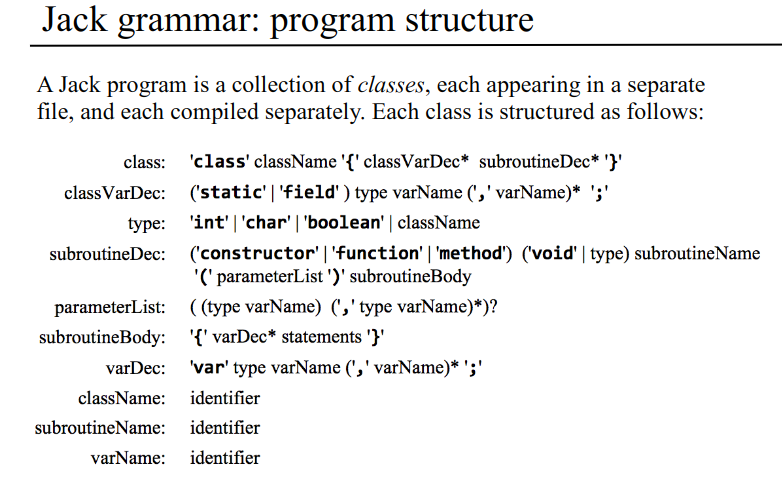 Jack grammar: program structure
A Jack program is a collection of classes, each appearing in a separate
file, and each compiled separately. Each class is structured as follows:
class: 'class' className '{' classVarDec* subroutineDec* '}'
classVarDec: ('static' | 'field' ) type varName (',' varName)* ';'
type: 'int' | 'char' | 'boolean' | className
subroutineDec: ('constructor' | 'function' | 'method') ('void' | type) subroutineName
'(' parameterList ')' subroutineBody
parameterList: ( (type varName) (',' type varName)*)?
subroutineBody: '{' varDec* statements '}'
varDec: 'var' type varName (',' varName)* ';'
className: identifier
subroutineName: identifier
varName: identifier